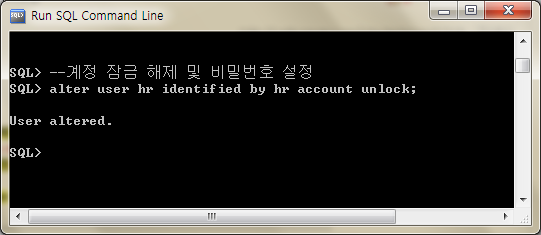 Run SQL Command Line
SQL> --계정 잠금 해제 및 비밀번호 설정
SQL> alter user hr identified by hr account unlock;
User altered.
SQL>